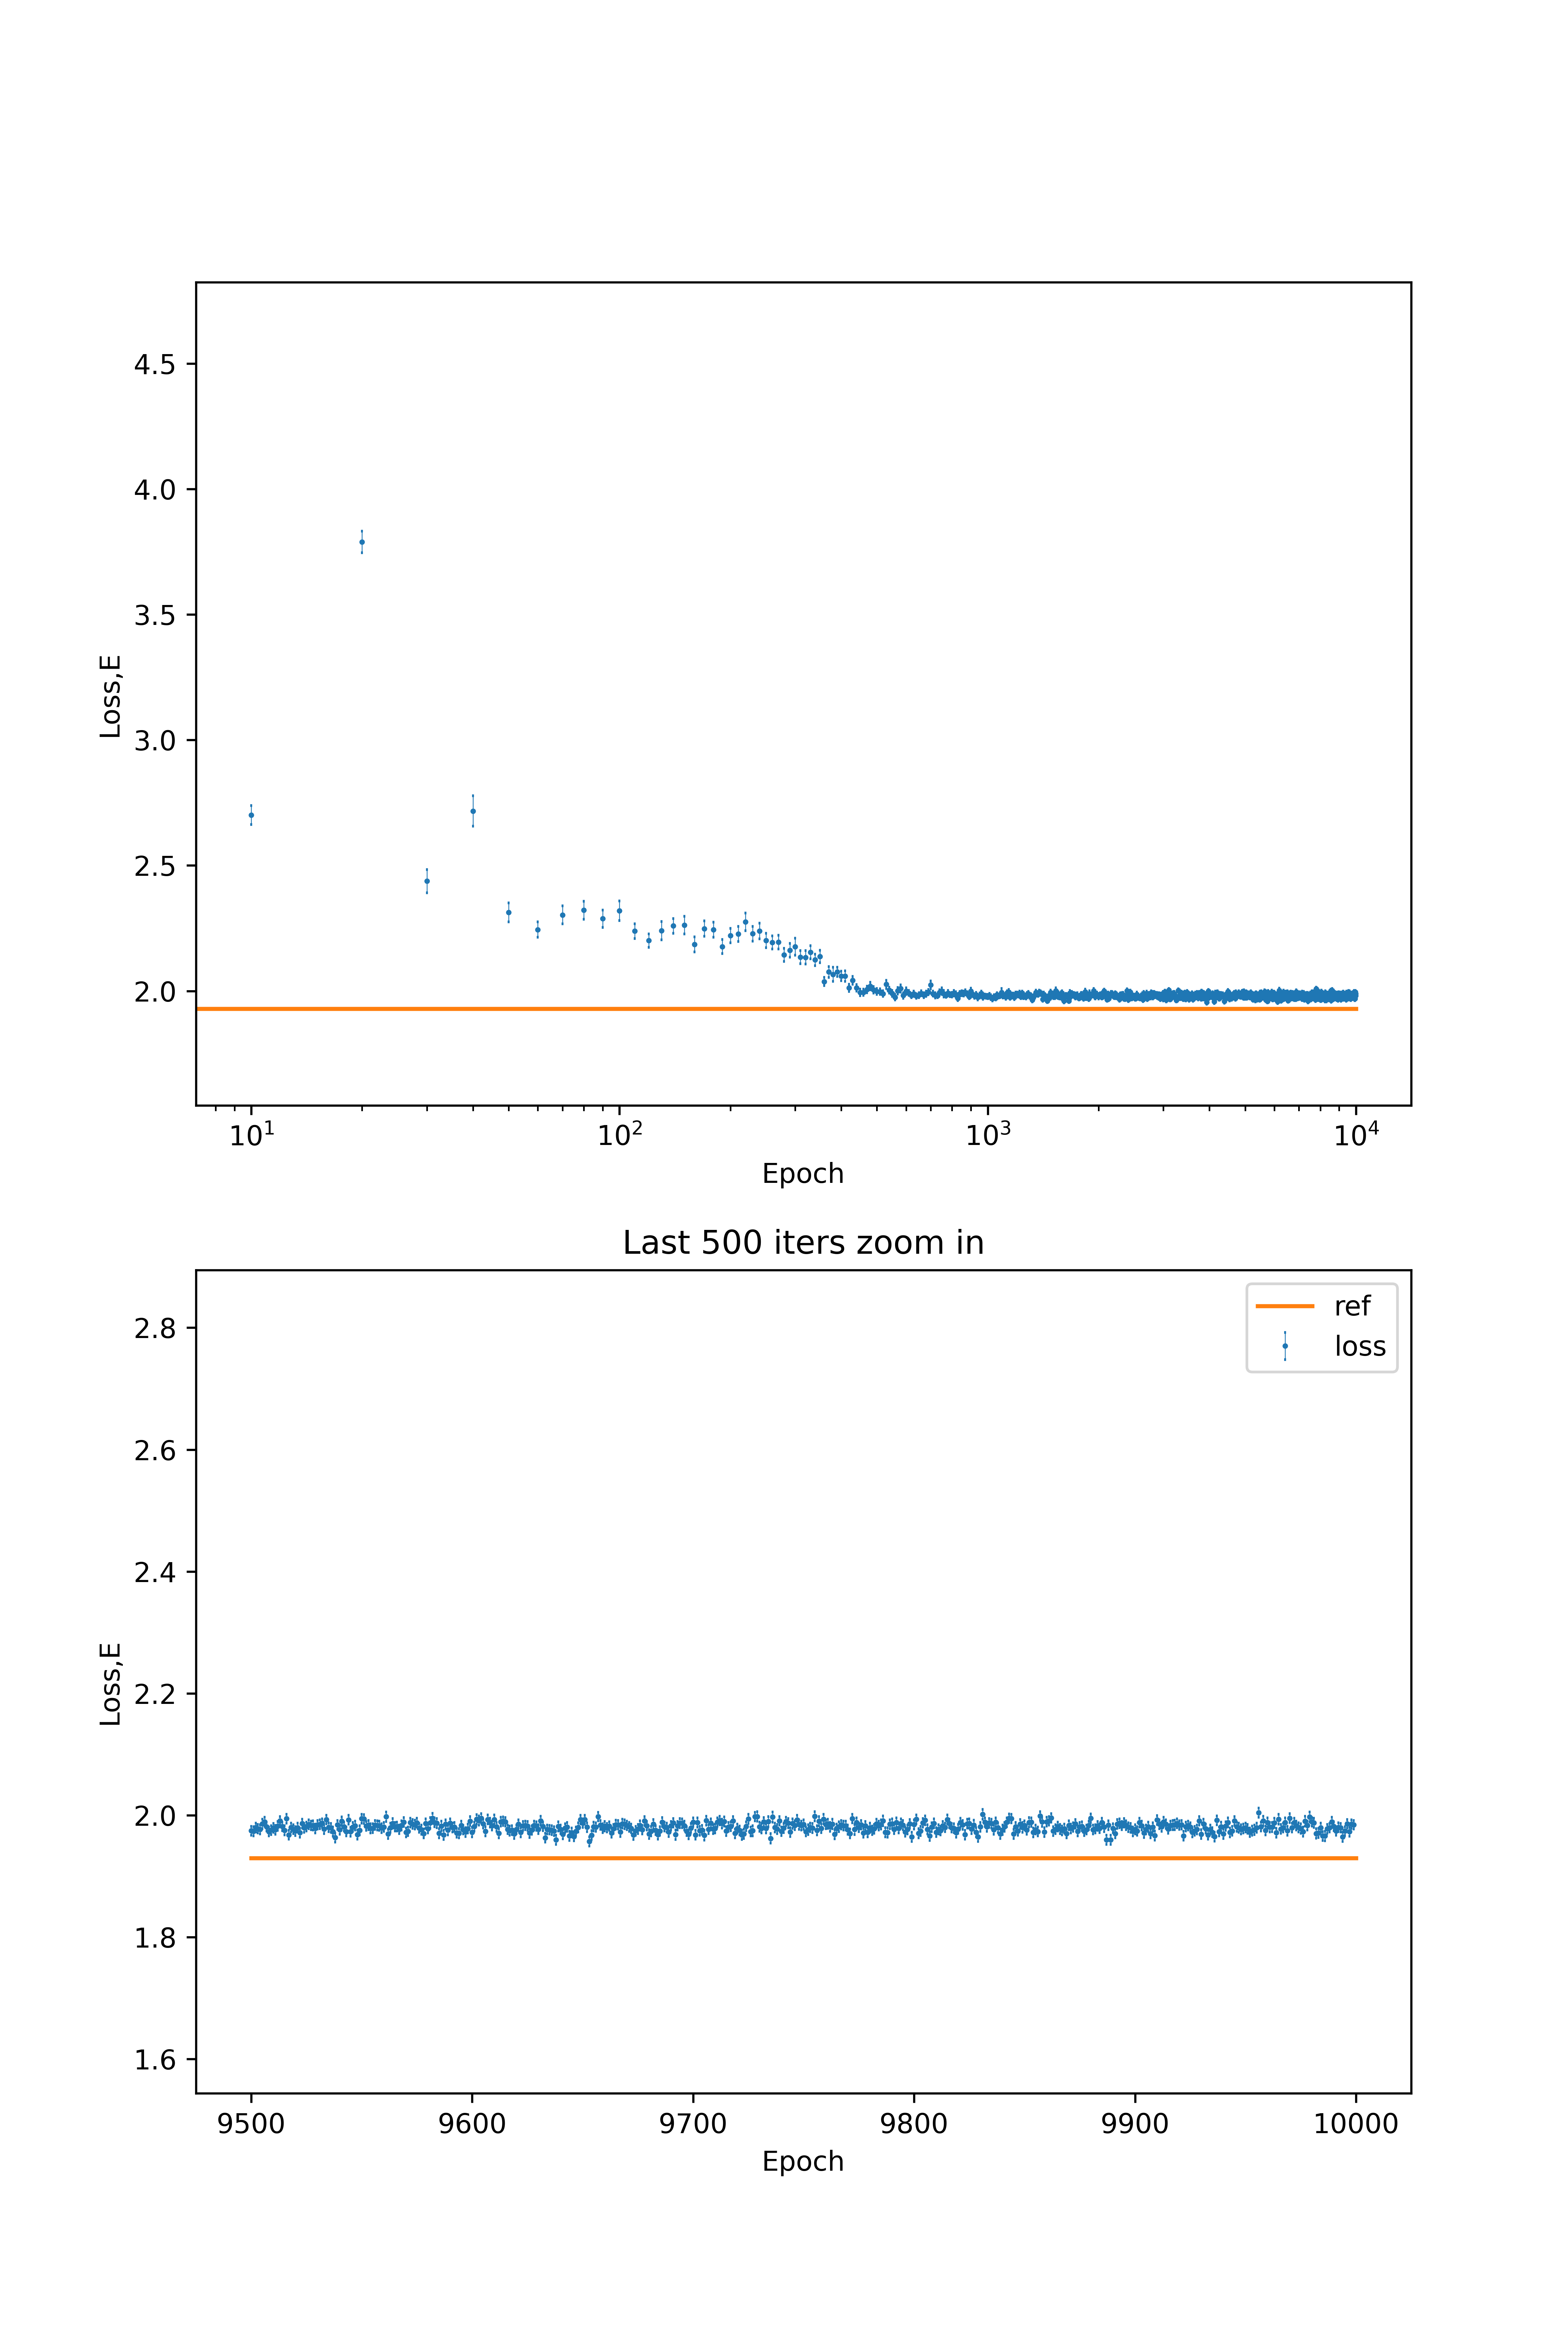 4.5
4.0
3.5
3.0
2.5
2.0
Loss,E
10¹ 10² 10³ 10⁴
Epoch
Last 500 iters zoom in
ref
loss
2.8
2.6
2.4
2.2
2.0
1.8
1.6
Loss,E
9500 9600 9700 9800 9900 10000
Epoch